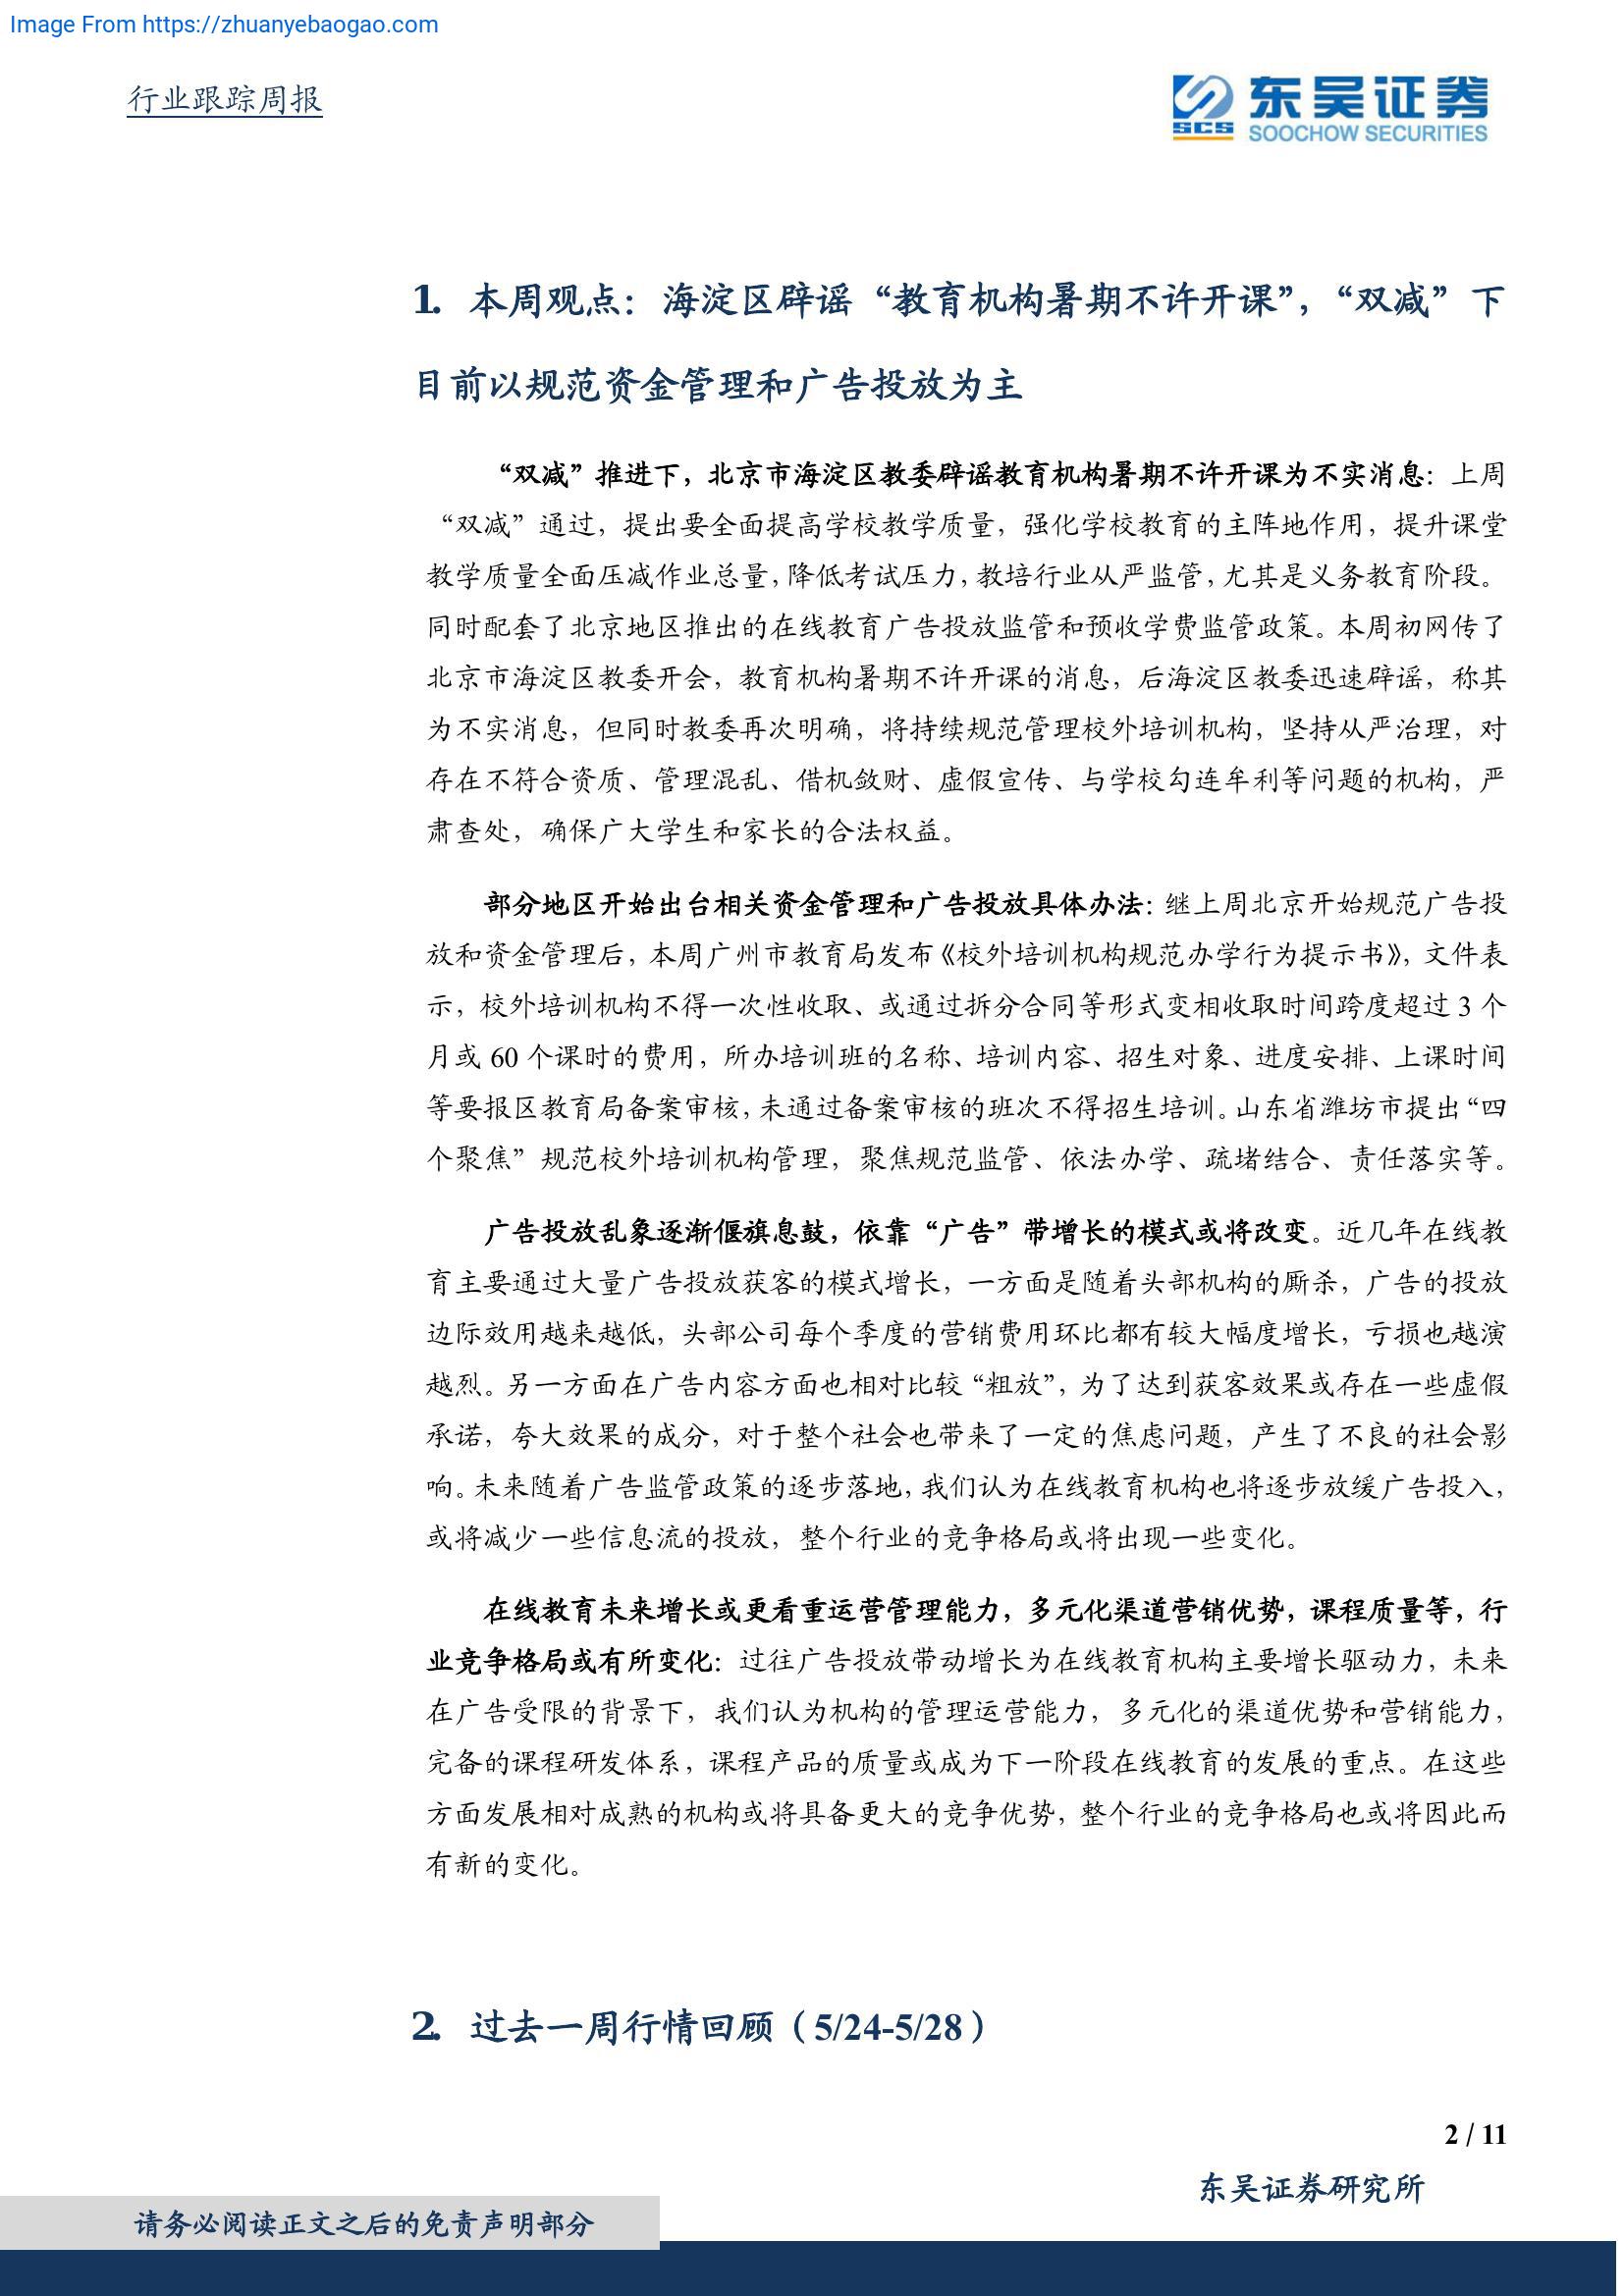 Image From https://zhuanyebaogao.com
行业跟踪周报
SCS
东吴证券
SOOCHOW SECURITIES
1. 本周观点：海淀区辟谣“教育机构暑期不许开课”，“双减”下
目前以规范资金管理和广告投放为主
“双减”推进下，北京市海淀区教委辟谣教育机构暑期不许开课为不实消息：上周
“双减”通过，提出要全面提高学校教学质量，强化学校教育的主阵地作用，提升课堂
教学质量全面压减作业总量，降低考试压力，教培行业从严监管，尤其是义务教育阶段。
同时配套了北京地区推出的在线教育广告投放监管和预收学费监管政策。本周初网传了
北京市海淀区教委开会，教育机构暑期不许开课的消息，后海淀区教委迅速辟谣，称其
为不实消息，但同时教委再次明确，将持续规范管理校外培训机构，坚持从严治理，对
存在不符合资质、管理混乱、借机敛财、虚假宣传、与学校勾连牟利等问题的机构，严
肃查处，确保广大学生和家长的合法权益。
部分地区开始出台相关资金管理和广告投放具体办法：继上周北京开始规范广告投
放和资金管理后，本周广州市教育局发布《校外培训机构规范办学行为提示书》，文件表
示，校外培训机构不得一次性收取、或通过拆分合同等形式变相收取时间跨度超过 3 个
月或 60 个课时的费用，所办培训班的名称、培训内容、招生对象、进度安排、上课时间
等要报区教育局备案审核，未通过备案审核的班次不得招生培训。山东省潍坊市提出“四
个聚焦”规范校外培训机构管理，聚焦规范监管、依法办学、疏堵结合、责任落实等。
广告投放乱象逐渐偃旗息鼓，依靠“广告”带增长的模式或将改变。近几年在线教
育主要通过大量广告投放获客的模式增长，一方面是随着头部机构的厮杀，广告的投放
边际效用越来越低，头部公司每个季度的营销费用环比都有较大幅度增长，亏损也越演
越烈。另一方面在广告内容方面也相对比较“粗放”，为了达到获客效果或存在一些虚假
承诺，夸大效果的成分，对于整个社会也带来了一定的焦虑问题，产生了不良的社会影
响。未来随着广告监管政策的逐步落地，我们认为在线教育机构也将逐步放缓广告投入，
或将减少一些信息流的投放，整个行业的竞争格局或将出现一些变化。
在线教育未来增长或更看重运营管理能力，多元化渠道营销优势，课程质量等，行
业竞争格局或有所变化：过往广告投放带动增长为在线教育机构主要增长驱动力，未来
在广告受限的背景下，我们认为机构的管理运营能力，多元化的渠道优势和营销能力，
完备的课程研发体系，课程产品的质量或成为下一阶段在线教育的发展的重点。在这些
方面发展相对成熟的机构或将具备更大的竞争优势，整个行业的竞争格局也或将因此而
有新的变化。
2. 过去一周行情回顾（5/24-5/28）
2 / 11
东吴证券研究所
请务必阅读正文之后的免责声明部分